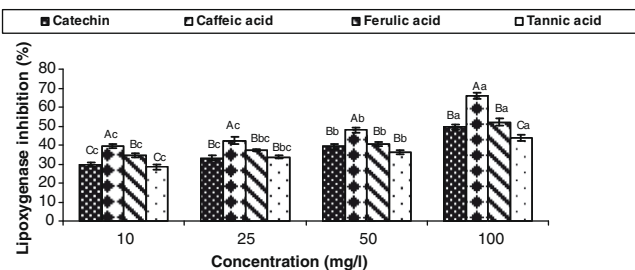 Catechin Caffeic acid Ferulic acid Tannic acid
Lipoxygenase inhibition (%)
80
70
60
50
40
30
20
10
0
Cc Ac Bc Cc
Bc Ac Bbc Bbc
Bb Ab Bb Bb
Ba Aa Ba Ca
10 25 50 100
Concentration (mg/l)